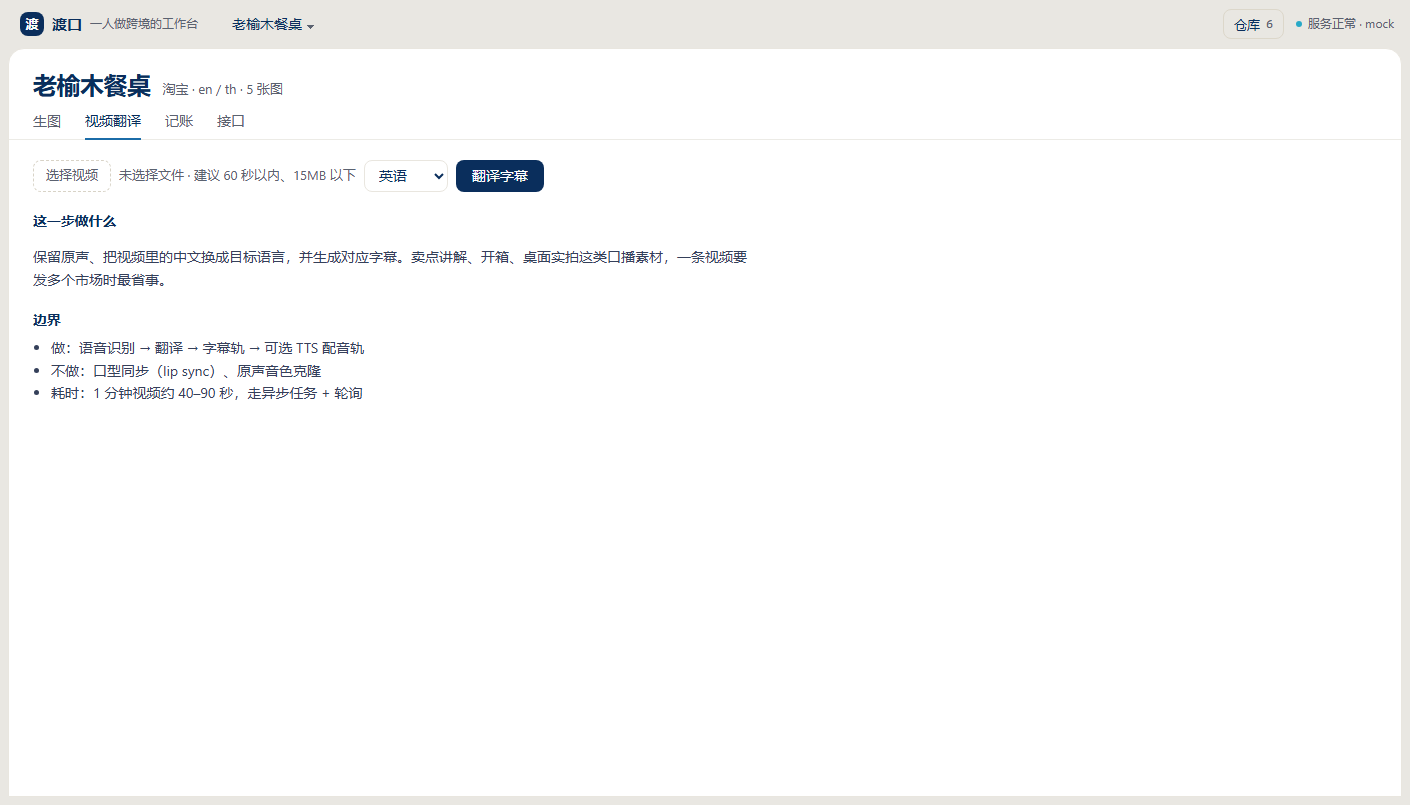 渡 渡口 一人做跨境的工作台 老榆木餐桌 仓库 6 服务正常 · mock
老榆木餐桌 淘宝 · en / th · 5 张图
生图 视频翻译 记账 接口
选择视频 未选择文件 · 建议 60 秒以内、15MB 以下 英语 翻译字幕
这一步做什么
保留原声、把视频里的中文换成目标语言，并生成对应字幕。卖点讲解、开箱、桌面实拍这类口播素材，一条视频要
发多个市场时最省事。
边界
• 做：语音识别 → 翻译 → 字幕轨 → 可选 TTS 配音轨
• 不做：口型同步（lip sync）、原声音色克隆
• 耗时：1 分钟视频约 40–90 秒，走异步任务 + 轮询